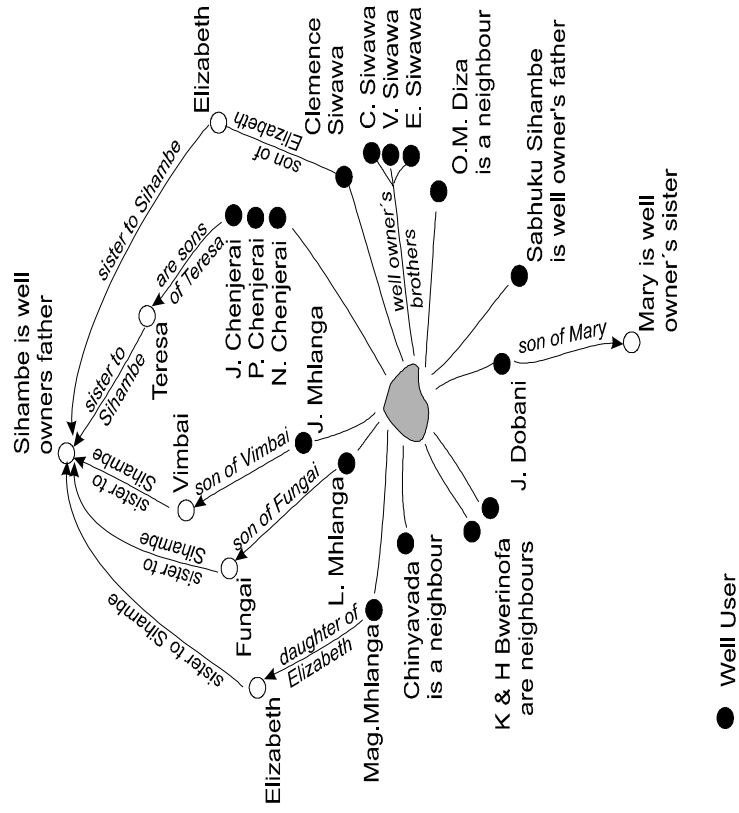 Sihambe is well
owners father
sister to Sihambe
Elizabeth
son of
Elizabeth
Clemence
Siwawa
C. Siwawa
V. Siwawa
E. Siwawa
well owner´s
brothers
O.M. Diza
is a neighbour
Sabhuku Sihambe
is well owner's father
Mary is well
owner´s sister
son of Mary
J. Dobani
K & H Bwerinofa
are neighbours
Chinyavada
is a neighbour
Mag.Mhlanga
daughter of
Elizabeth
Elizabeth
sister to Sihambe
L. Mhlanga
son of Fungai
Fungai
sister to
Sihambe
J. Mhlanga
son of Vimbai
Vimbai
sister to
Sihambe
J. Chenjerai
P. Chenjerai
N. Chenjerai
are sons
of Teresa
Teresa
sister to
Sihambe
Well User